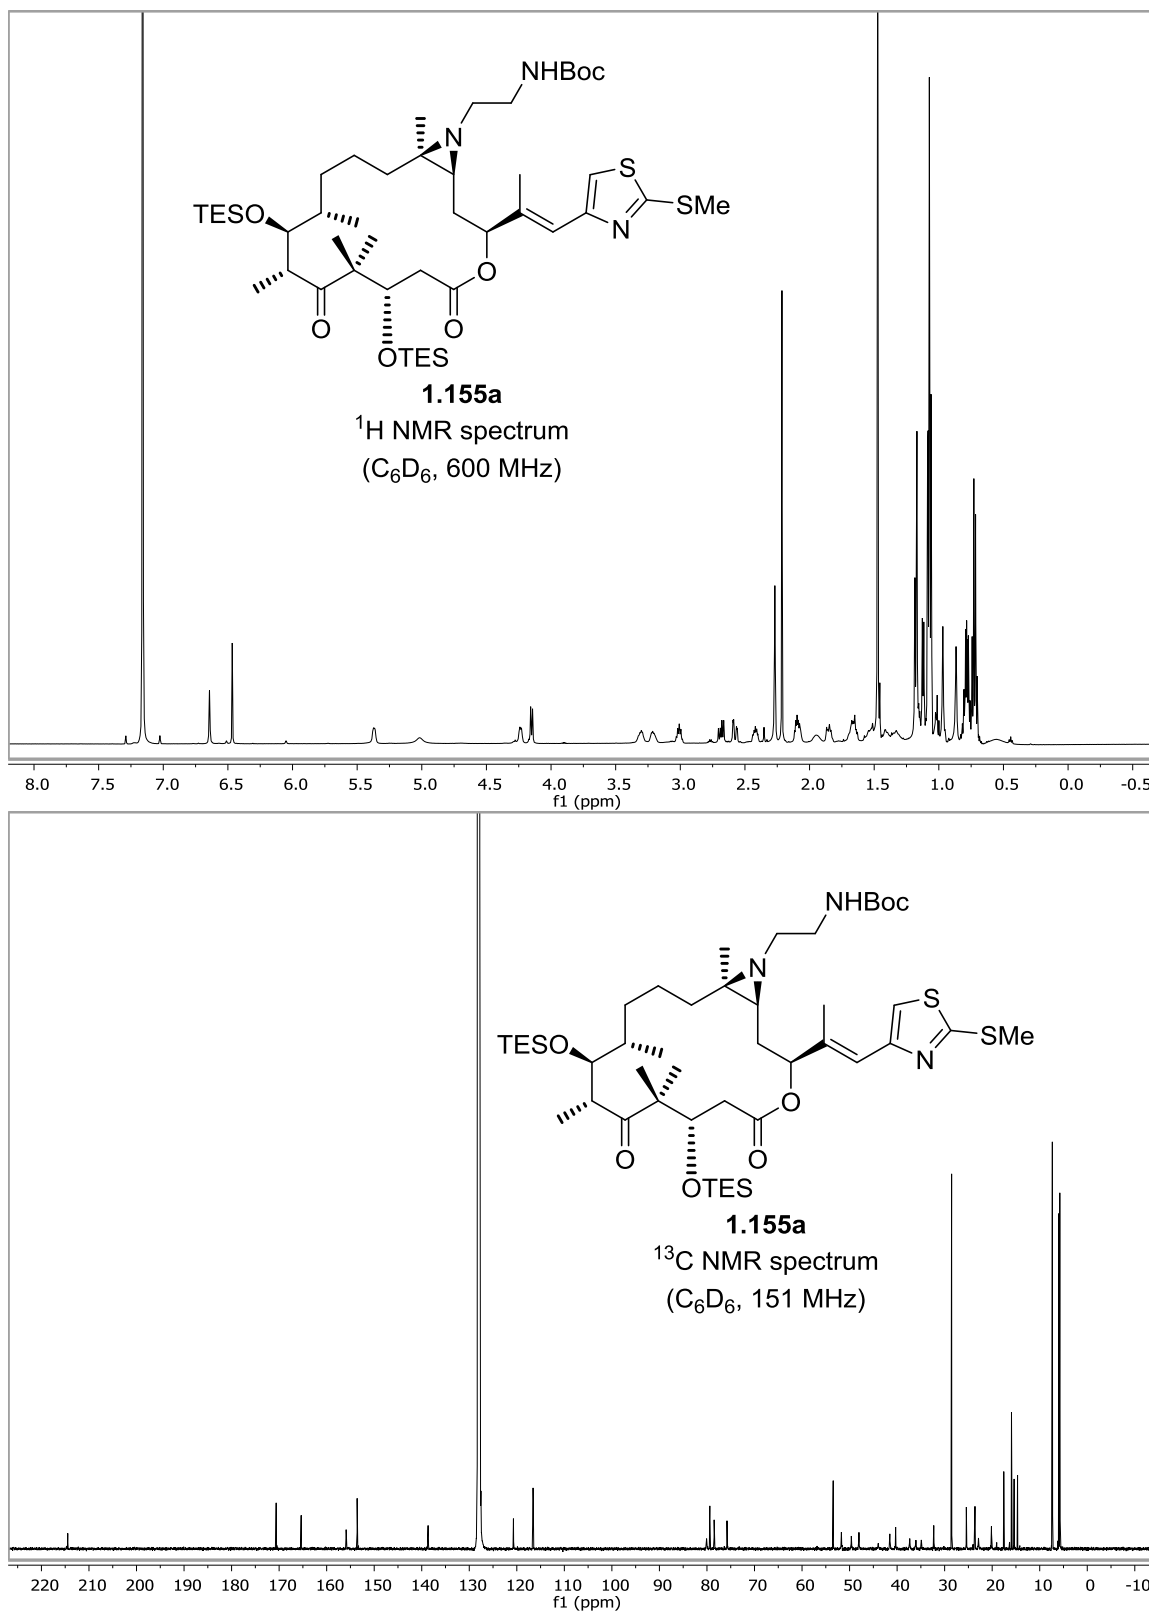 NHBoc
N
S
TESO
SMe
N
O
O
O
OTES
1.155a
¹H NMR spectrum
(C₆D₆, 600 MHz)
8.0 7.5 7.0 6.5 6.0 5.5 5.0 4.5 4.0 3.5 3.0 2.5 2.0 1.5 1.0 0.5 0.0 -0.5
f1 (ppm)
NHBoc
N
S
TESO
SMe
N
O
O
O
OTES
1.155a
¹³C NMR spectrum
(C₆D₆, 151 MHz)
220 210 200 190 180 170 160 150 140 130 120 110 100 90 80 70 60 50 40 30 20 10 0 -10
f1 (ppm)